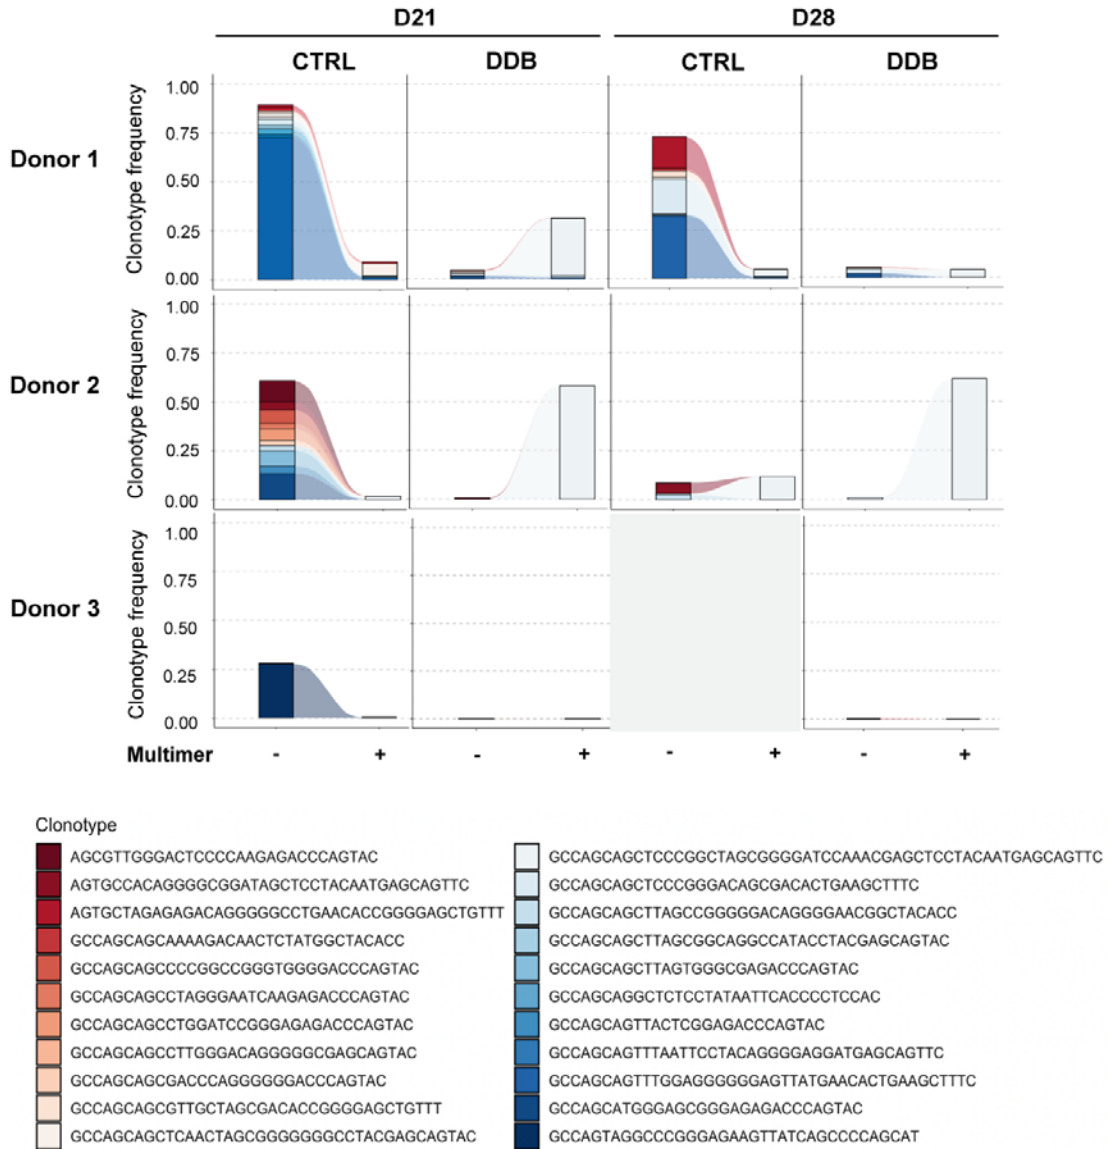 D21 D28
CTRL DDB CTRL DDB
Donor 1
Clonotype frequency
1.00
0.75
0.50
0.25
0.00
Donor 2
Clonotype frequency
1.00
0.75
0.50
0.25
0.00
Donor 3
Clonotype frequency
1.00
0.75
0.50
0.25
0.00
Multimer - + - + - + - +
Clonotype
AGCGTTGGGACTCCCCAAGAGACCCAGTAC
AGTGCCACAGGGGCGGATAGCTCCTACAATGAGCAGTTC
AGTGCTAGAGAGACAGGGGGCCTGAACACCGGGGAGCTGTTT
GCCAGCAGCAAAAGACAACTCTATGGCTACACC
GCCAGCAGCCCCGGCCGGGTGGGGACCCAGTAC
GCCAGCAGCCTAGGGAATCAAGAGACCCAGTAC
GCCAGCAGCCTGGATCCGGGAGAGACCCAGTAC
GCCAGCAGCCTTGGGACAGGGGGCGAGCAGTAC
GCCAGCAGCGACCCAGGGGGGACCCAGTAC
GCCAGCAGCGTTGCTAGCGACACCGGGGAGCTGTTT
GCCAGCAGCTCAACTAGCGGGGGGGCCTACGAGCAGTAC
GCCAGCAGCTCCCGGCTAGCGGGGATCCAAACGAGCTCCTACAATGAGCAGTTC
GCCAGCAGCTCCCGGGACAGCGACACTGAAGCTTTC
GCCAGCAGCTTAGCCGGGGGACAGGGGAACGGCTACACC
GCCAGCAGCTTAGCGGCAGGCCATACCTACGAGCAGTAC
GCCAGCAGCTTAGTGGGCGAGACCCAGTAC
GCCAGCAGGCTCTCCTATAATTCACCCCTCCAC
GCCAGCAGTTACTCGGAGACCCAGTAC
GCCAGCAGTTTAATTCCTACAGGGGAGGATGAGCAGTTC
GCCAGCAGTTTGGAGGGGGGAGTTATGAACACTGAAGCTTTC
GCCAGCATGGGAGCGGGAGAGACCCAGTAC
GCCAGTAGGCCCGGGAGAAGTTATCAGCCCCAGCAT